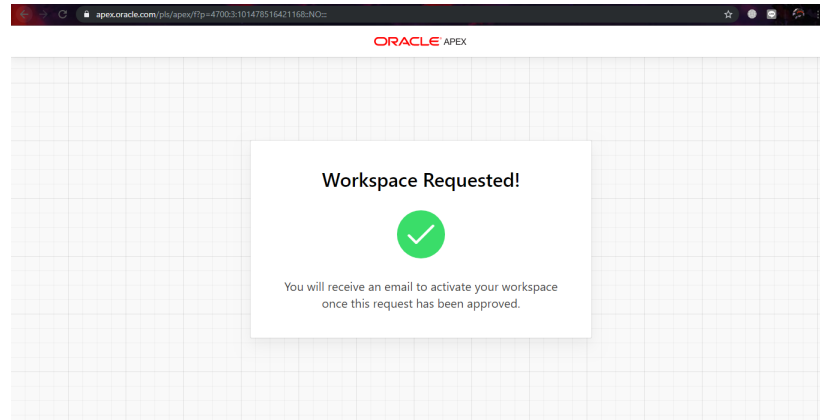 apex.oracle.com/pls/apex/f?p=4700:3:101478516421168::NO:::
ORACLE APEX
Workspace Requested!
You will receive an email to activate your workspace
once this request has been approved.